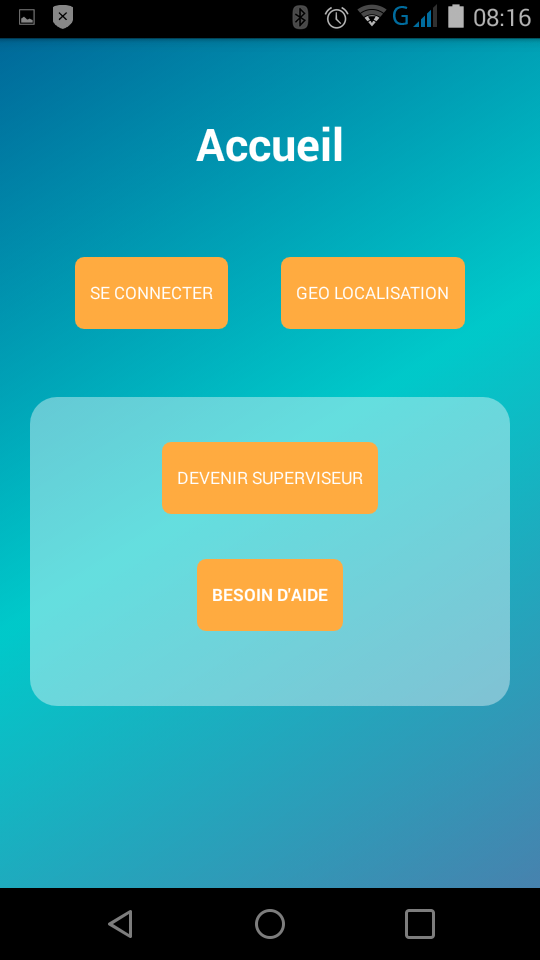 G 08:16
Accueil
SE CONNECTER GEO LOCALISATION
DEVENIR SUPERVISEUR
BESOIN D'AIDE